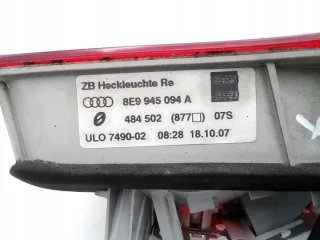 ZB Heckleuchte Re
8E9 945 094 A
484 502 (877□) 07S
ULO 7490-02 08:28 18.10.07